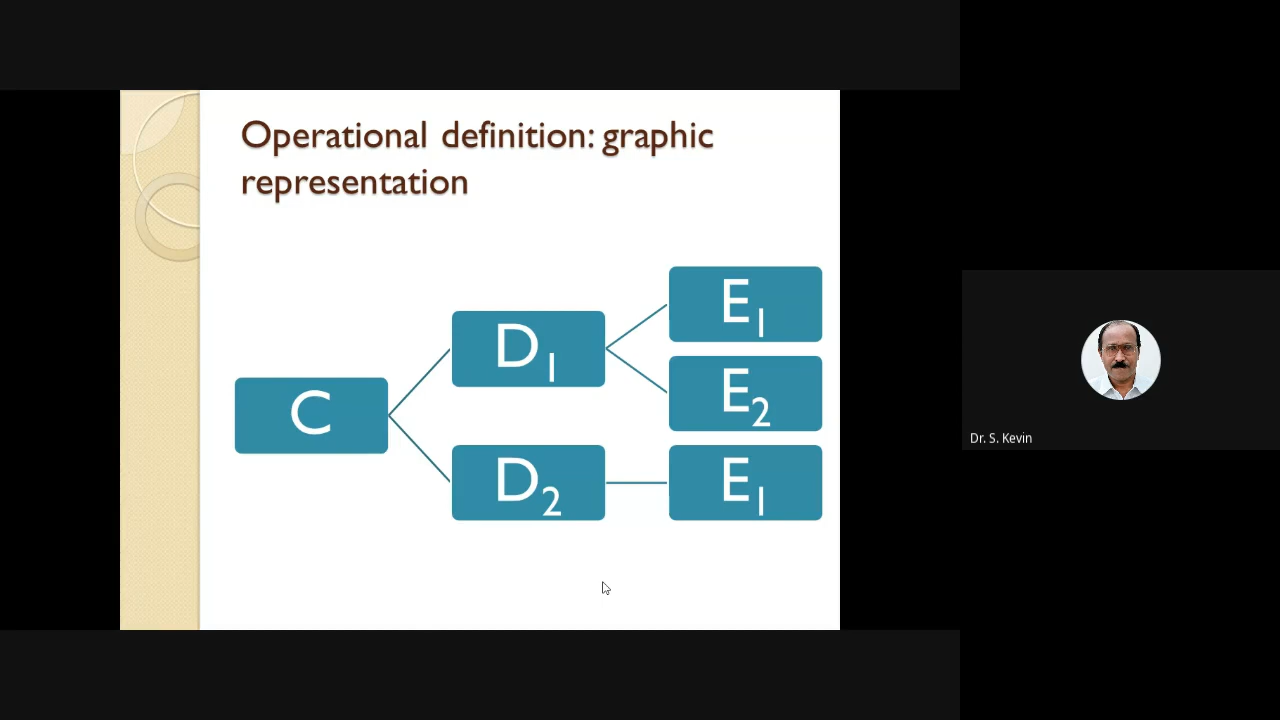 Operational definition: graphic
representation
E1
D1
E2
C
D2
E1
Dr. S. Kevin